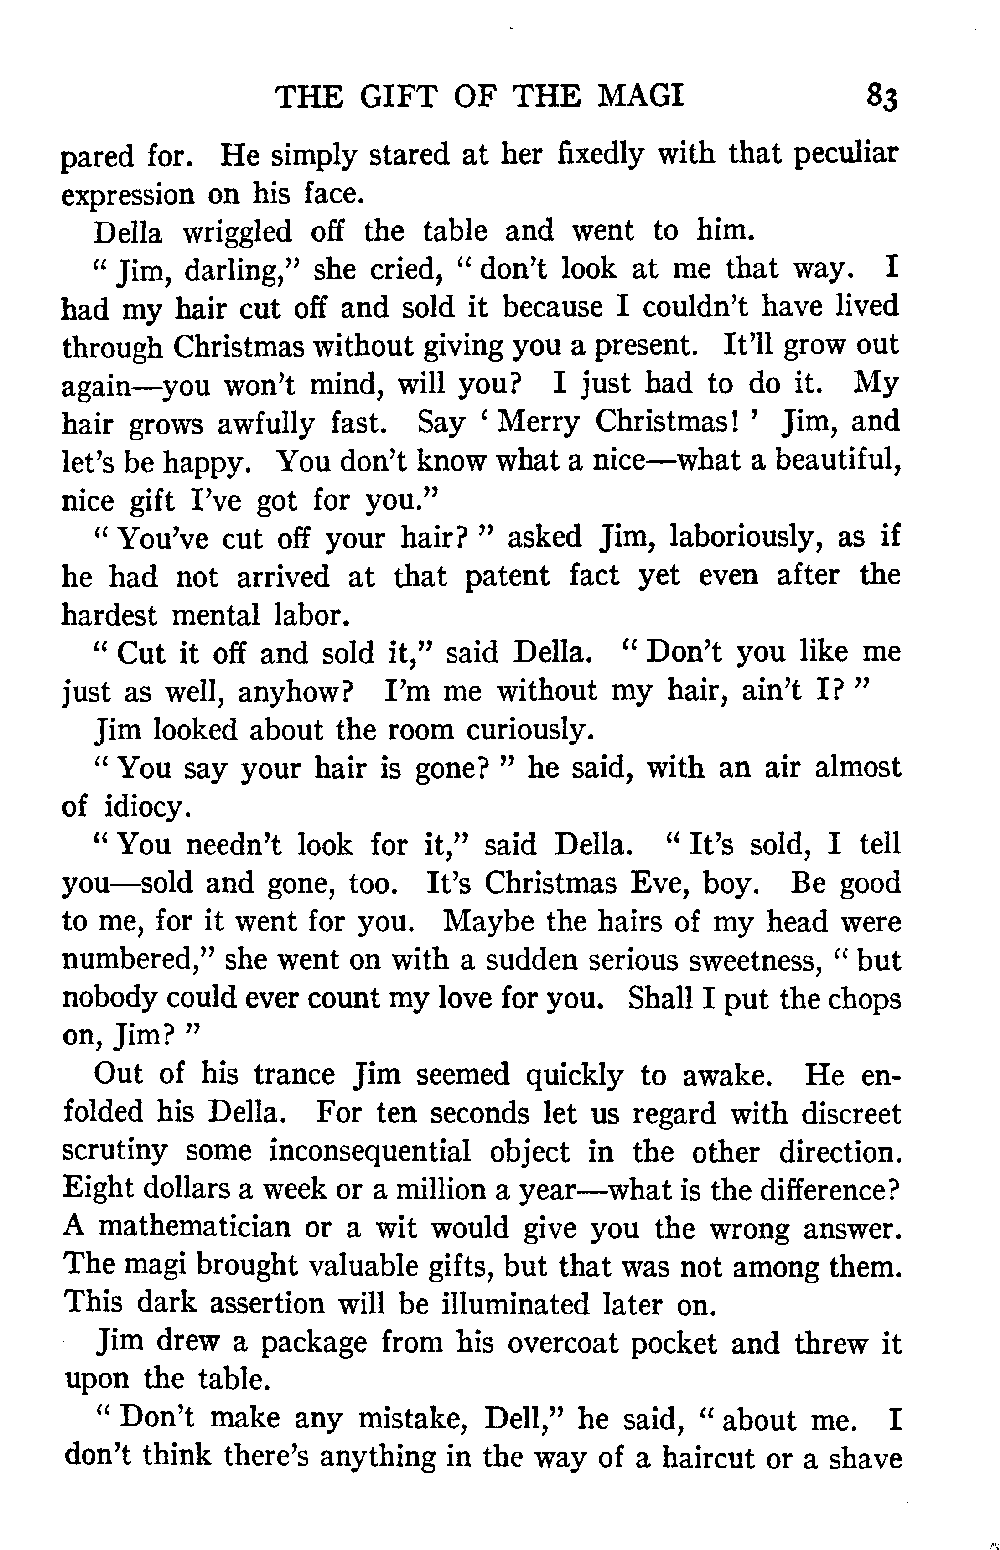 THE GIFT OF THE MAGI 83
pared for. He simply stared at her fixedly with that peculiar
expression on his face.
Della wriggled off the table and went to him.
“ Jim, darling,” she cried, “ don’t look at me that way. I
had my hair cut off and sold it because I couldn’t have lived
through Christmas without giving you a present. It’ll grow out
again—you won’t mind, will you? I just had to do it. My
hair grows awfully fast. Say ‘ Merry Christmas! ’ Jim, and
let’s be happy. You don’t know what a nice—what a beautiful,
nice gift I’ve got for you.”
“ You’ve cut off your hair? ” asked Jim, laboriously, as if
he had not arrived at that patent fact yet even after the
hardest mental labor.
“ Cut it off and sold it,” said Della. “ Don’t you like me
just as well, anyhow? I’m me without my hair, ain’t I? ”
Jim looked about the room curiously.
“ You say your hair is gone? ” he said, with an air almost
of idiocy.
“ You needn’t look for it,” said Della. “ It’s sold, I tell
you—sold and gone, too. It’s Christmas Eve, boy. Be good
to me, for it went for you. Maybe the hairs of my head were
numbered,” she went on with a sudden serious sweetness, “ but
nobody could ever count my love for you. Shall I put the chops
on, Jim? ”
Out of his trance Jim seemed quickly to awake. He en-
folded his Della. For ten seconds let us regard with discreet
scrutiny some inconsequential object in the other direction.
Eight dollars a week or a million a year—what is the difference?
A mathematician or a wit would give you the wrong answer.
The magi brought valuable gifts, but that was not among them.
This dark assertion will be illuminated later on.
Jim drew a package from his overcoat pocket and threw it
upon the table.
“ Don’t make any mistake, Dell,” he said, “ about me. I
don’t think there’s anything in the way of a haircut or a shave